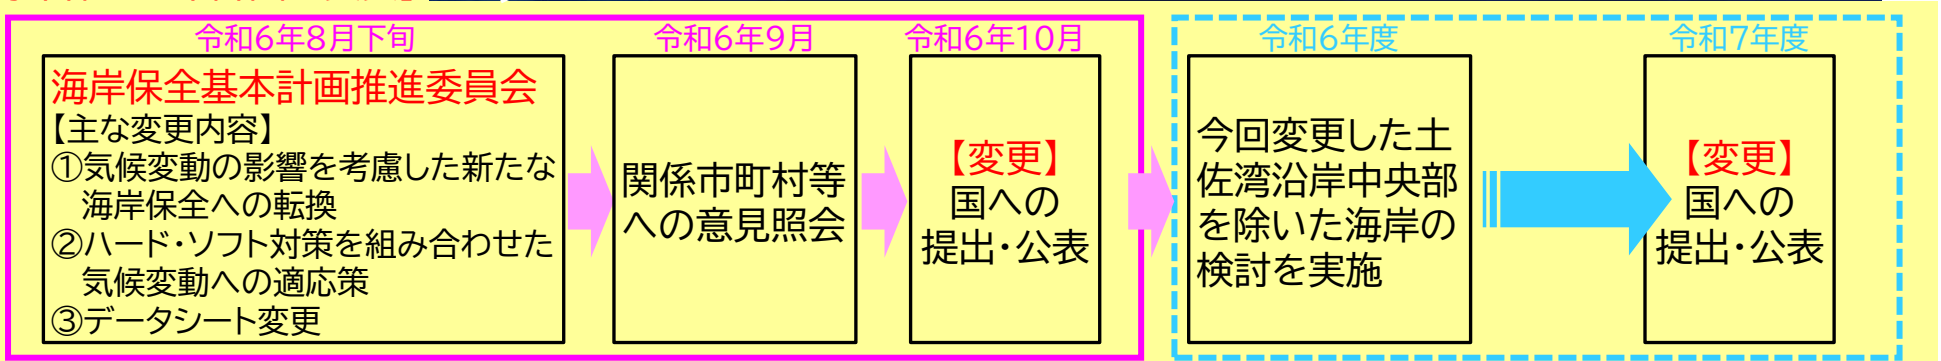 令和6年8月下旬
海岸保全基本計画推進委員会
【主な変更内容】
①気候変動の影響を考慮した新たな
海岸保全への転換
②ハード・ソフト対策を組み合わせた
気候変動への適応策
③データシート変更
令和6年9月
関係市町村等
への意見照会
令和6年10月
【変更】
国への
提出・公表
令和6年度
今回変更した土
佐湾沿岸中央部
を除いた海岸の
検討を実施
令和7年度
【変更】
国への
提出・公表